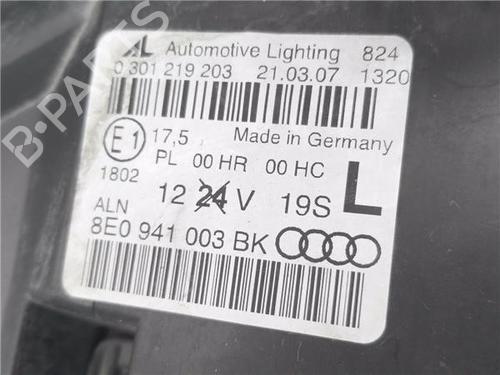 AL Automotive Lighting 824
0 301 219 203 21.03.07 1320
E1 17,5 Made in Germany
PL 00 HR 00 HC
1802
12 24 V 19S L
ALN
8E0 941 003 BK
B-PARTS